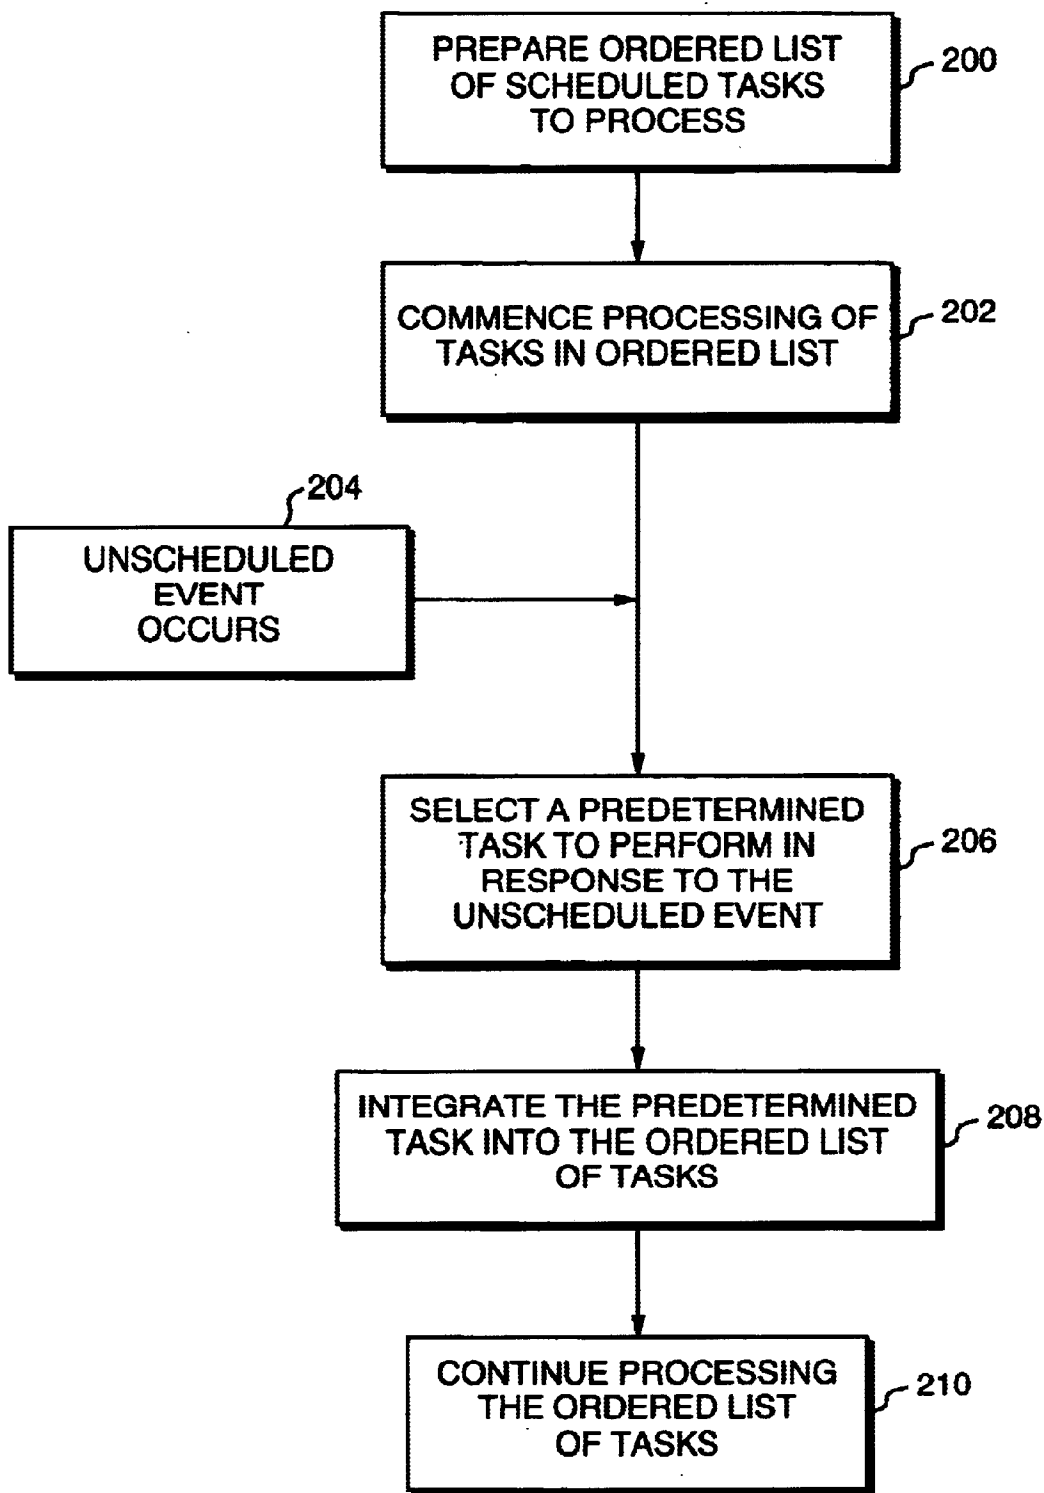 PREPARE ORDERED LIST
OF SCHEDULED TASKS
TO PROCESS
200
COMMENCE PROCESSING OF
TASKS IN ORDERED LIST
202
204
UNSCHEDULED
EVENT
OCCURS
SELECT A PREDETERMINED
TASK TO PERFORM IN
RESPONSE TO THE
UNSCHEDULED EVENT
206
INTEGRATE THE PREDETERMINED
TASK INTO THE ORDERED LIST
OF TASKS
208
CONTINUE PROCESSING
THE ORDERED LIST
OF TASKS
210